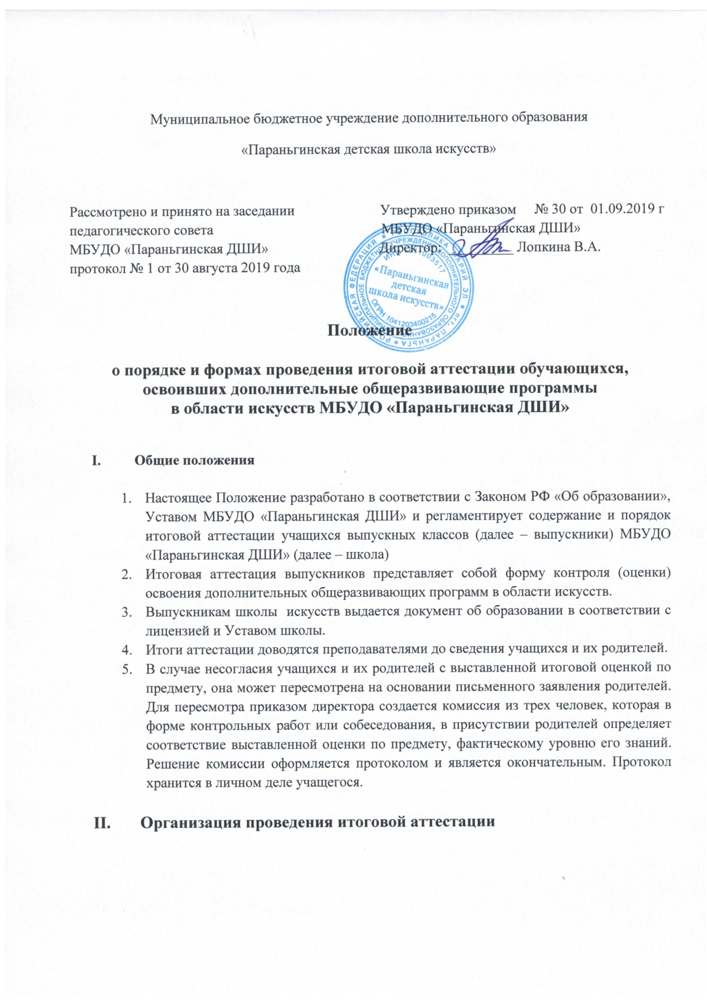 Муниципальное бюджетное учреждение дополнительного образования
«Параньгинская детская школа искусств»
Рассмотрено и принято на заседании
педагогического совета
МБУДО «Параньгинская ДШИ»
протокол № 1 от 30 августа 2019 года
Утверждено приказом № 30 от 01.09.2019 г
МБУДО «Параньгинская ДШИ»
Директор: __________ Лопкина В.А.
РОССИЙСКАЯ ФЕДЕРАЦИЯ * РЕСПУБЛИКА МАРИЙ ЭЛ * пгт. ПАРАНЬГА *
МУНИЦИПАЛЬНОЕ БЮДЖЕТНОЕ УЧРЕЖДЕНИЕ ДОПОЛНИТЕЛЬНОГО ОБРАЗОВАНИЯ
«Параньгинская
детская
школа искусств»
ОГРН 1041203400215
Положение
о порядке и формах проведения итоговой аттестации обучающихся,
освоивших дополнительные общеразвивающие программы
в области искусств МБУДО «Параньгинская ДШИ»
I. Общие положения
1. Настоящее Положение разработано в соответствии с Законом РФ «Об образовании»,
Уставом МБУДО «Параньгинская ДШИ» и регламентирует содержание и порядок
итоговой аттестации учащихся выпускных классов (далее – выпускники) МБУДО
«Параньгинская ДШИ» (далее – школа)
2. Итоговая аттестация выпускников представляет собой форму контроля (оценки)
освоения дополнительных общеразвивающих программ в области искусств.
3. Выпускникам школы искусств выдается документ об образовании в соответствии с
лицензией и Уставом школы.
4. Итоги аттестации доводятся преподавателями до сведения учащихся и их родителей.
5. В случае несогласия учащихся и их родителей с выставленной итоговой оценкой по
предмету, она может пересмотрена на основании письменного заявления родителей.
Для пересмотра приказом директора создается комиссия из трех человек, которая в
форме контрольных работ или собеседования, в присутствии родителей определяет
соответствие выставленной оценки по предмету, фактическому уровню его знаний.
Решение комиссии оформляется протоколом и является окончательным. Протокол
хранится в личном деле учащегося.
II. Организация проведения итоговой аттестации